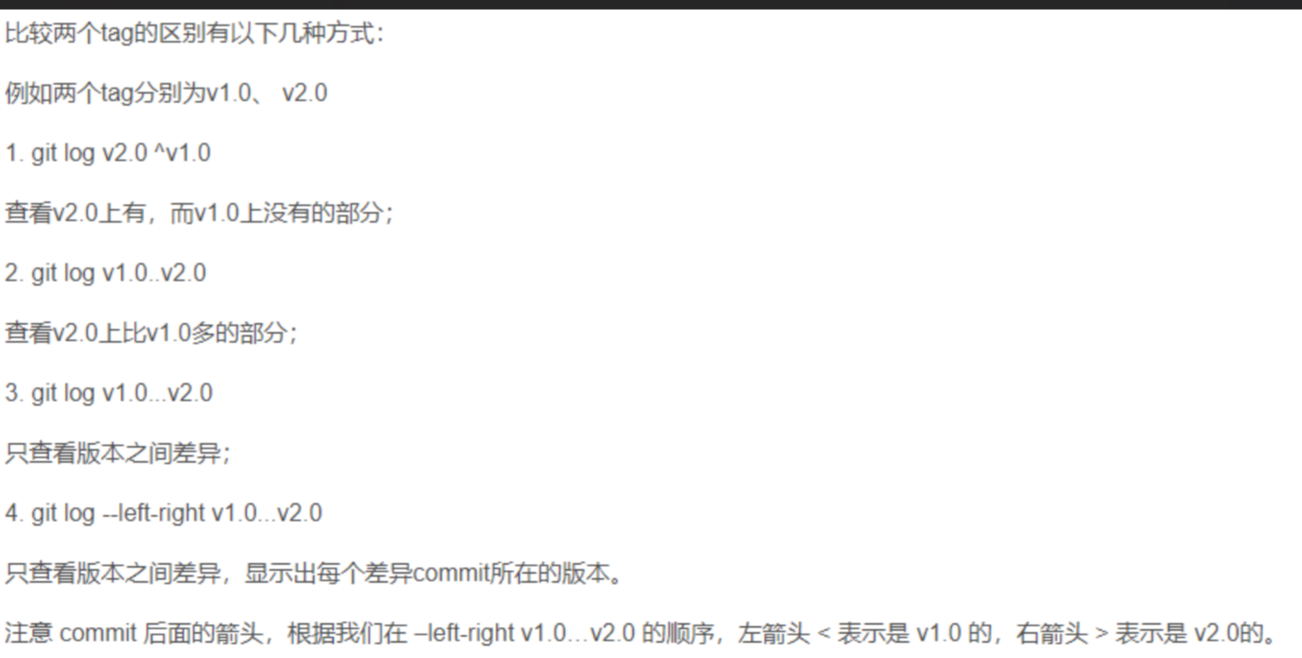 比较两个tag的区别有以下几种方式：
例如两个tag分别为v1.0、 v2.0
1. git log v2.0 ^v1.0
查看v2.0上有，而v1.0上没有的部分；
2. git log v1.0..v2.0
查看v2.0上比v1.0多的部分；
3. git log v1.0...v2.0
只查看版本之间差异；
4. git log --left-right v1.0...v2.0
只查看版本之间差异，显示出每个差异commit所在的版本。
注意 commit 后面的箭头，根据我们在 –left-right v1.0…v2.0 的顺序，左箭头 < 表示是 v1.0 的，右箭头 > 表示是 v2.0的。